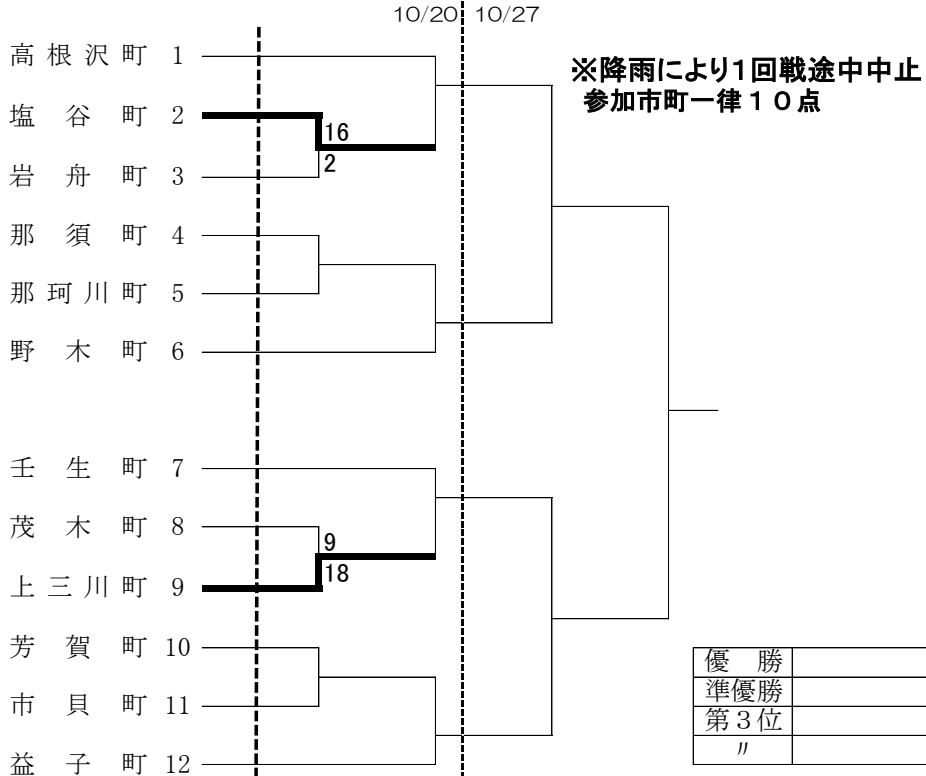 10/20 10/27
※降雨により1回戦途中中止
参加市町一律10点
高根沢町 1
塩谷町 2
16
2
岩舟町 3
那須町 4
那珂川町 5
野木町 6
壬生町 7
茂木町 8
9
18
上三川町 9
芳賀町 10
市貝町 11
益子町 12
優勝
準優勝
第3位
〃